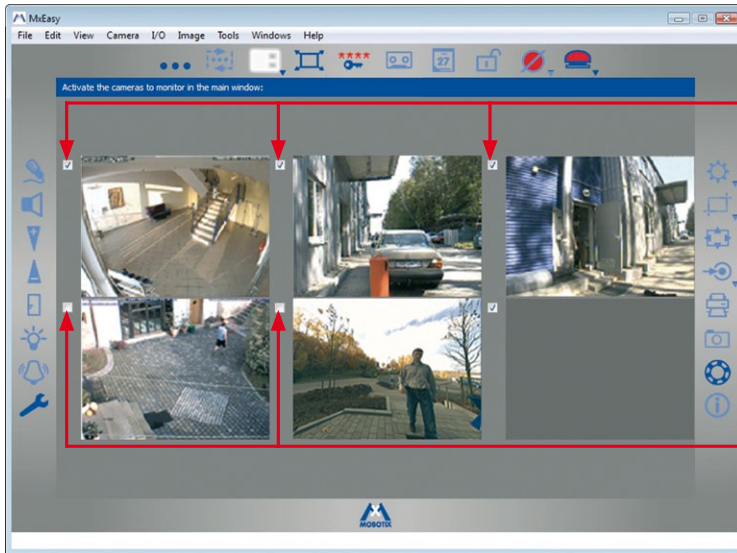 MxEasy
File Edit View Camera I/O Image Tools Windows Help
****
27
Activate the cameras to monitor in the main window:
MOBOTIX